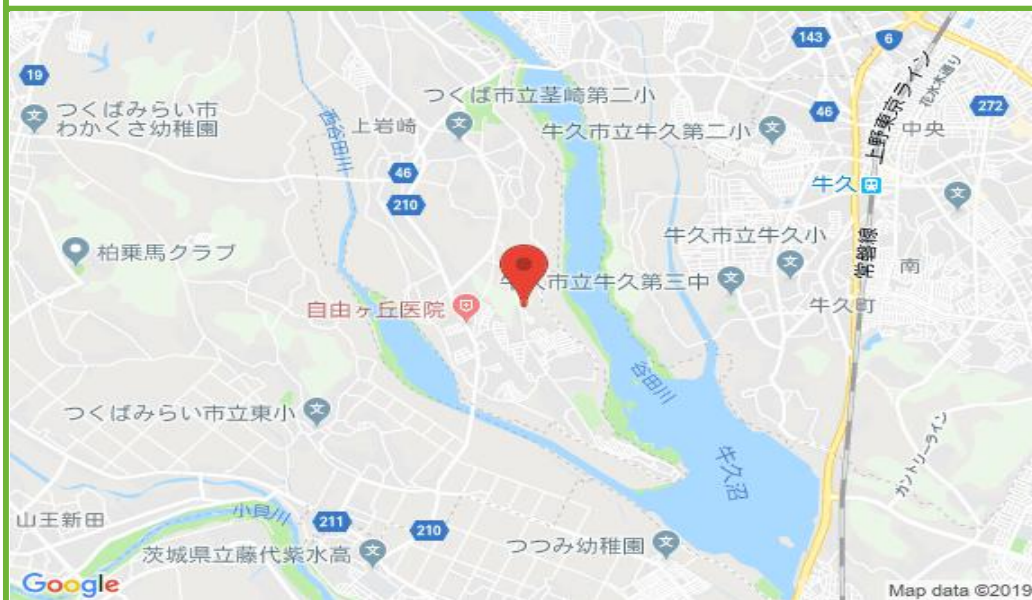 143
6
19
つくばみらい市
わかくさ幼稚園
つくば市立茎崎第二小
上岩崎
西谷田川
牛久市立牛久第二小
46
272
花水木通り
上野東京ライン
中央
46
210
牛久
柏乗馬クラブ
牛久市立牛久小
牛久市立牛久第三中
常磐線
南
牛久町
自由ヶ丘医院
谷田川
つくばみらい市立東小
牛久沼
カントリーライン
山王新田
小貝川
211
210
茨城県立藤代紫水高
つつみ幼稚園
Google
Map data ©2019